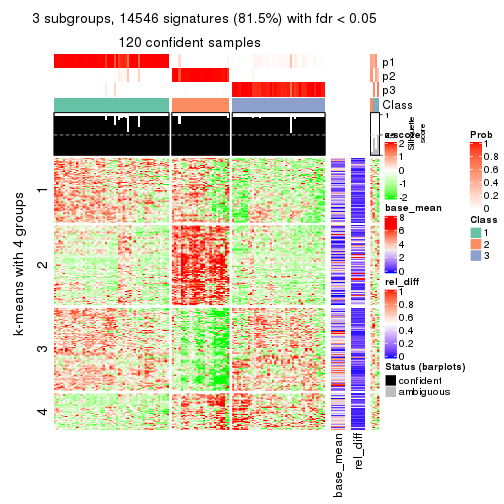 3 subgroups, 14546 signatures (81.5%) with fdr < 0.05
120 confident samples
p1
p2
p3
Class
1
Silhouette
score
z-score
2
1
0
-1
-2
Prob
1
0.8
0.6
0.4
0.2
0
Class
1
2
3
base_mean
8
6
4
2
0
rel_diff
1
0.8
0.6
0.4
0.2
0
Status (barplots)
confident
ambiguous
k-means with 4 groups
1
2
3
4
base_mean
rel_diff